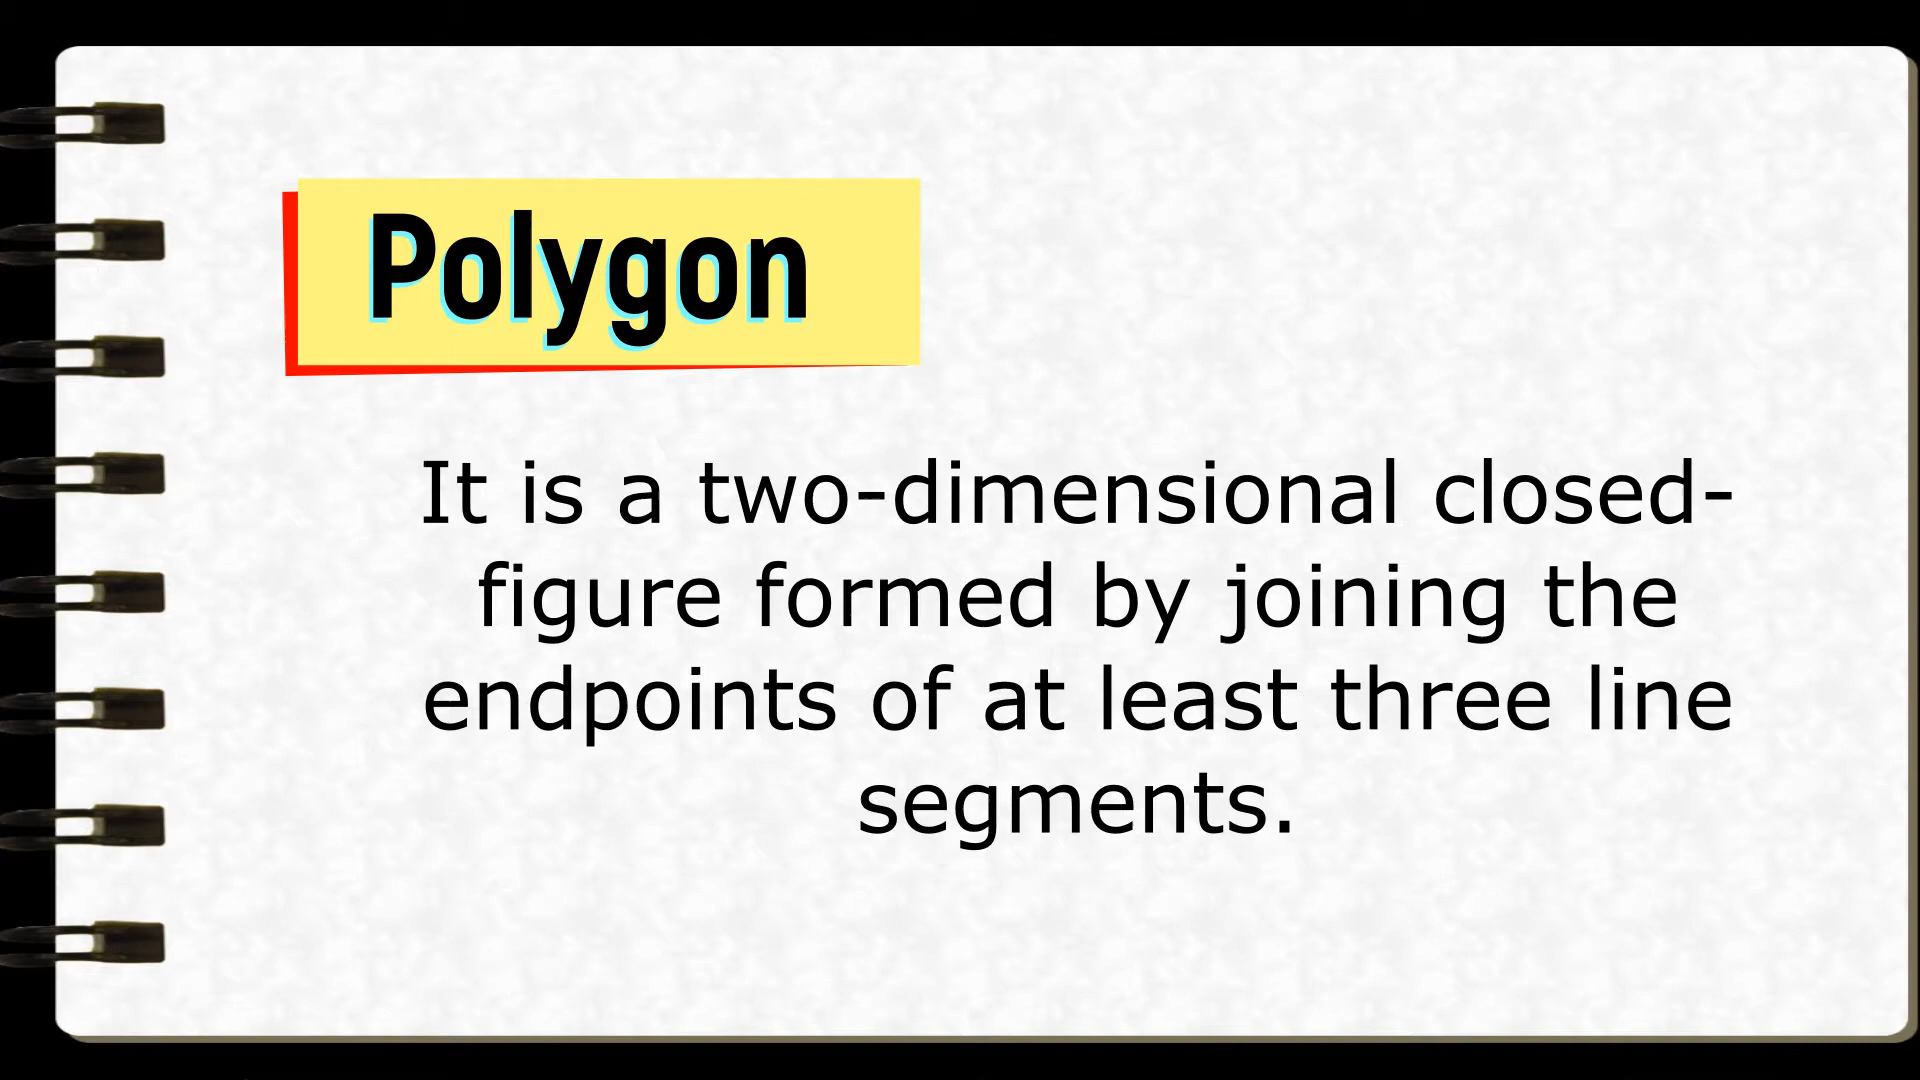 Polygon
It is a two-dimensional closed-
figure formed by joining the
endpoints of at least three line
segments.